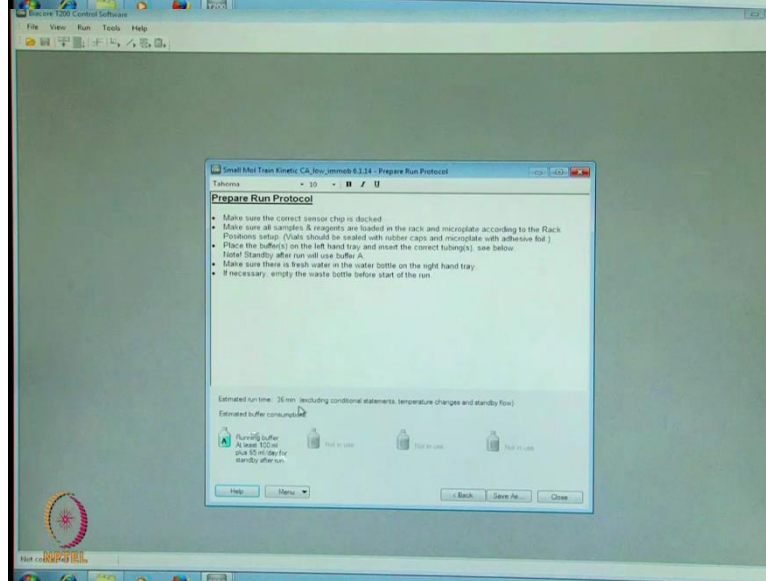 Biacore T200 Control Software
File View Run Tools Help
Small Mol Train Kinetic CA_low_immob 8.1.14 - Prepare Run Protocol
Tahoma 10 B I U
Prepare Run Protocol
• Make sure the correct sensor chip is docked
• Make sure all samples & reagents are loaded in the rack and microplate according to the Rack
Positions setup. (Vials should be sealed with rubber caps and microplate with adhesive foil.)
• Place the buffer(s) on the left hand tray and insert the correct tubing(s), see below
Note! Standby after run will use buffer A.
• Make sure there is fresh water in the water bottle on the right hand tray
• If necessary, empty the waste bottle before start of the run.
Estimated run time: 26 min (excluding conditional statements, temperature changes and standby flow)
Estimated buffer consumption:
A
Running buffer
At least 100 ml
plus 65 ml/day for
standby after run
Not in use
Not in use
Not in use
Help Menu < Back Save As... Close
Not connected
NPTEL